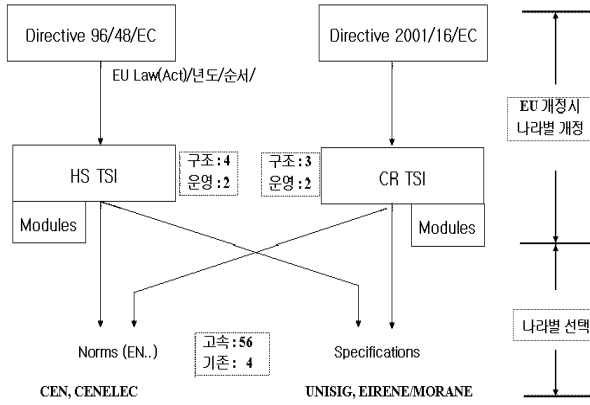 Directive 96/48/EC
Directive 2001/16/EC
EU Law(Act)/년도/순서/
EU 개정시
나라별 개정
HS TSI
구조 : 4
운영 : 2
구조 : 3
운영 : 2
CR TSI
Modules
Modules
나라별 선택
Norms (EN..)
고속 : 56
기존 : 4
Specifications
CEN, CENELEC
UNISIG, EIRENE/MORANE